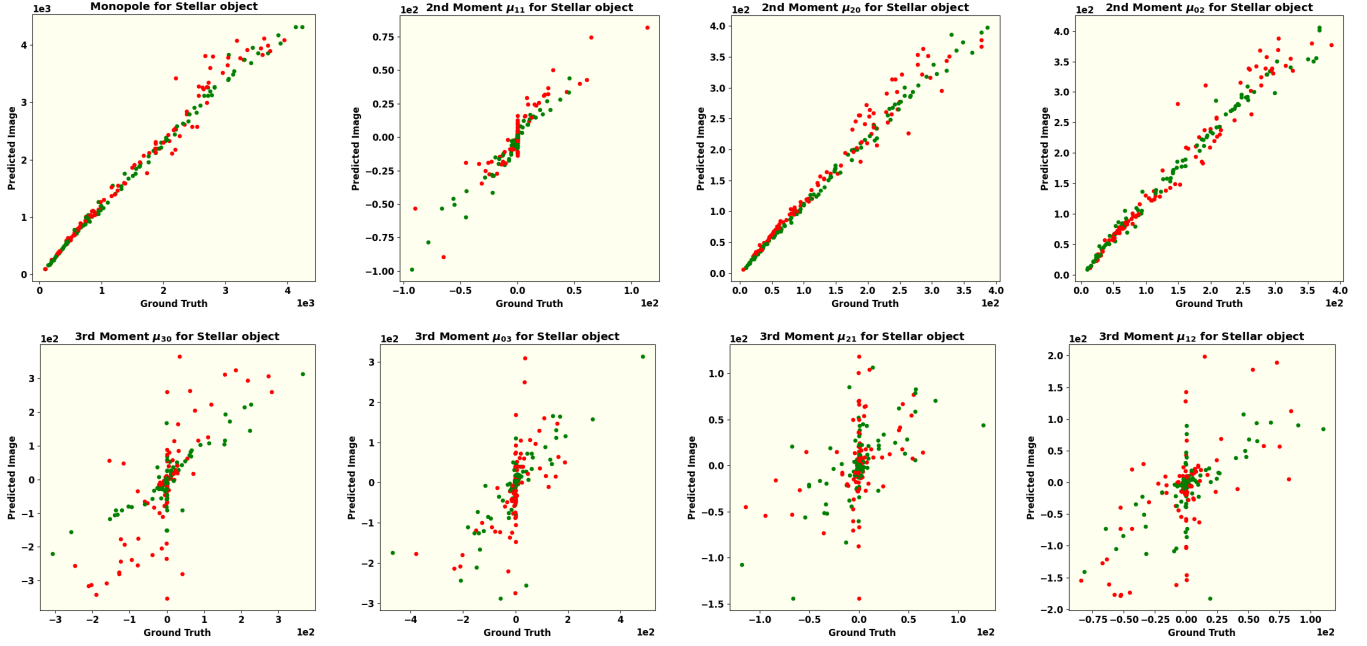 Monopole for Stellar object
1e3
4
3
2
1
0
Predicted Image
0 1 2 3 4
Ground Truth
1e3
2nd Moment μ11 for Stellar object
1e2
0.75
0.50
0.25
0.00
−0.25
−0.50
−0.75
−1.00
Predicted Image
−1.0 −0.5 0.0 0.5 1.0
Ground Truth
1e2
2nd Moment μ20 for Stellar object
1e2
4.0
3.5
3.0
2.5
2.0
1.5
1.0
0.5
0.0
Predicted Image
0.0 0.5 1.0 1.5 2.0 2.5 3.0 3.5 4.0
Ground Truth
1e2
2nd Moment μ02 for Stellar object
1e2
4.0
3.5
3.0
2.5
2.0
1.5
1.0
0.5
0.0
Predicted Image
0.0 0.5 1.0 1.5 2.0 2.5 3.0 3.5 4.0
Ground Truth
1e2
3rd Moment μ30 for Stellar object
1e2
3
2
1
0
−1
−2
−3
Predicted Image
−3 −2 −1 0 1 2 3
Ground Truth
1e2
3rd Moment μ03 for Stellar object
1e2
3
2
1
0
−1
−2
−3
Predicted Image
−4 −2 0 2 4
Ground Truth
1e2
3rd Moment μ21 for Stellar object
1e2
1.0
0.5
0.0
−0.5
−1.0
−1.5
Predicted Image
−1.0 −0.5 0.0 0.5 1.0
Ground Truth
1e2
3rd Moment μ12 for Stellar object
1e2
2.0
1.5
1.0
0.5
0.0
−0.5
−1.0
−1.5
−2.0
Predicted Image
−0.75 −0.50 −0.25 0.00 0.25 0.50 0.75 1.00
Ground Truth
1e2